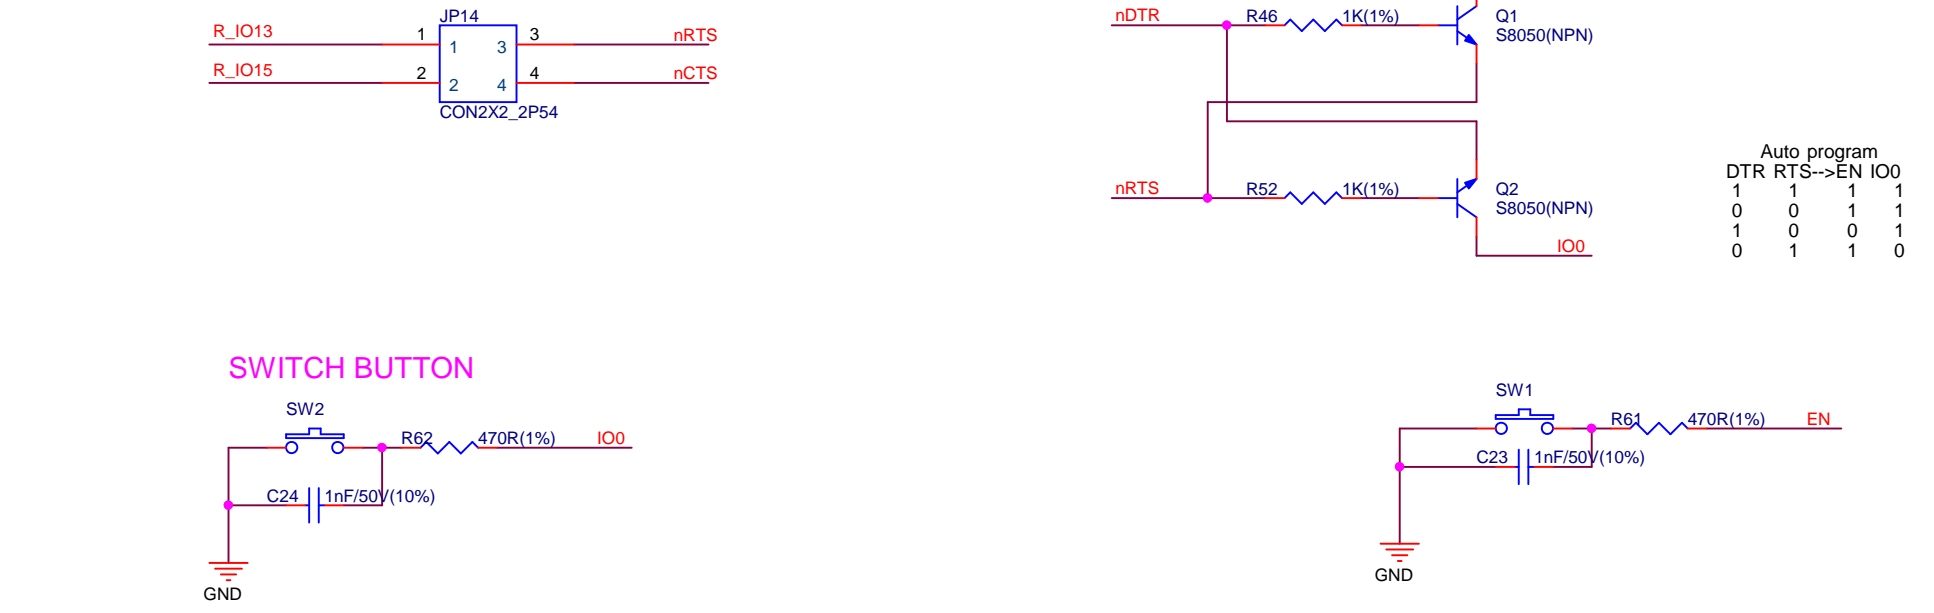 JP14
R_IO13
1
1
3
3
nRTS
R_IO15
2
2
4
4
nCTS
CON2X2_2P54
nDTR
R46
1K(1%)
Q1
S8050(NPN)
nRTS
R52
1K(1%)
Q2
S8050(NPN)
IO0
Auto program
DTR RTS-->EN IO0
1 1 1 1
0 0 1 1
1 0 0 1
0 1 1 0
SWITCH BUTTON
SW2
R62
470R(1%)
IO0
C24
1nF/50V(10%)
GND
SW1
R61
470R(1%)
EN
C23
1nF/50V(10%)
GND